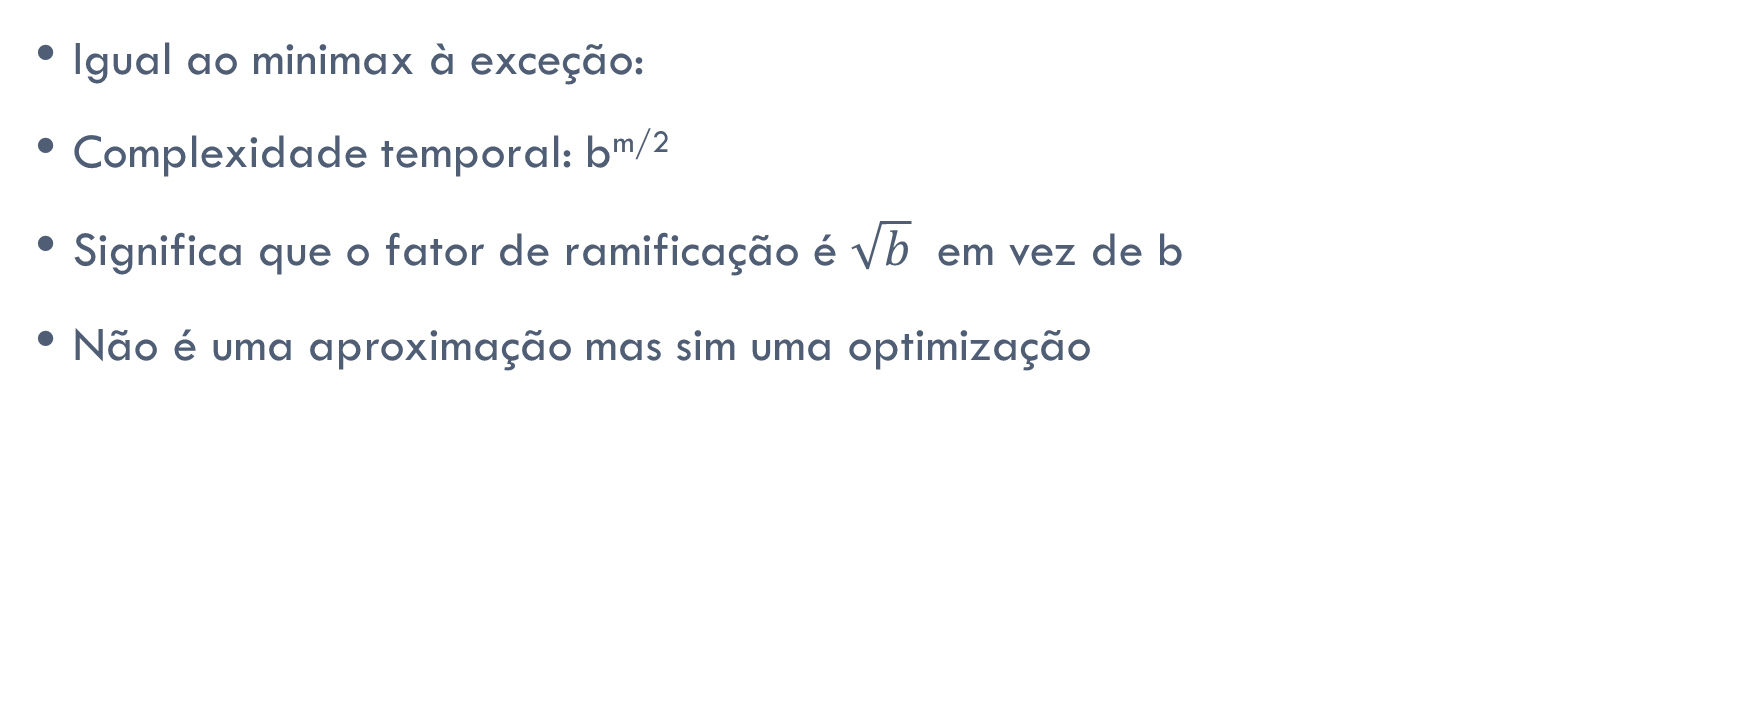 • Igual ao minimax à exceção:
• Complexidade temporal: b^m/2
• Significa que o fator de ramificação é √b em vez de b
• Não é uma aproximação mas sim uma optimização